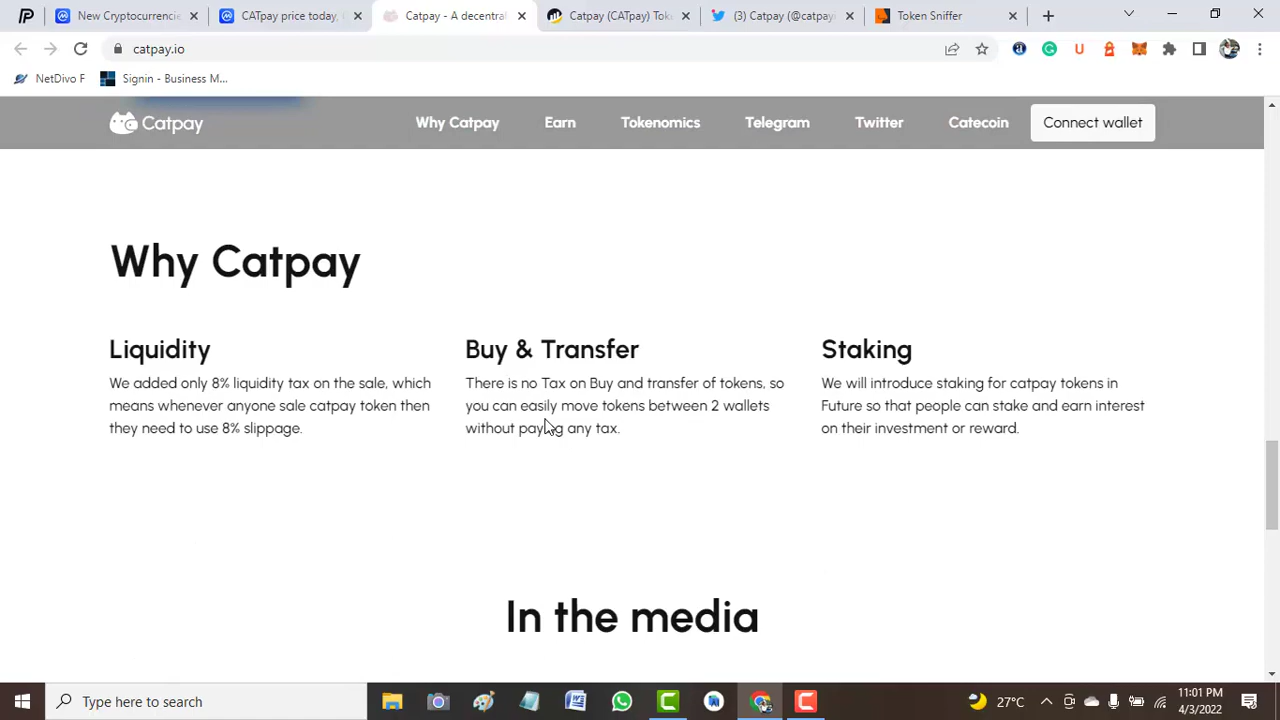 New Cryptocurrencie
CATpay price today, C
Catpay - A decentral
Catpay (CATpay) Tok
(3) Catpay (@catpay
Token Sniffer
catpay.io
NetDivo F
Signin - Business M...
Catpay
Why Catpay
Earn
Tokenomics
Telegram
Twitter
Catecoin
Connect wallet
Why Catpay
Liquidity
We added only 8% liquidity tax on the sale, which
means whenever anyone sale catpay token then
they need to use 8% slippage.
Buy & Transfer
There is no Tax on Buy and transfer of tokens, so
you can easily move tokens between 2 wallets
without paying any tax.
Staking
We will introduce staking for catpay tokens in
Future so that people can stake and earn interest
on their investment or reward.
In the media
Type here to search
27°C
11:01 PM
4/3/2022